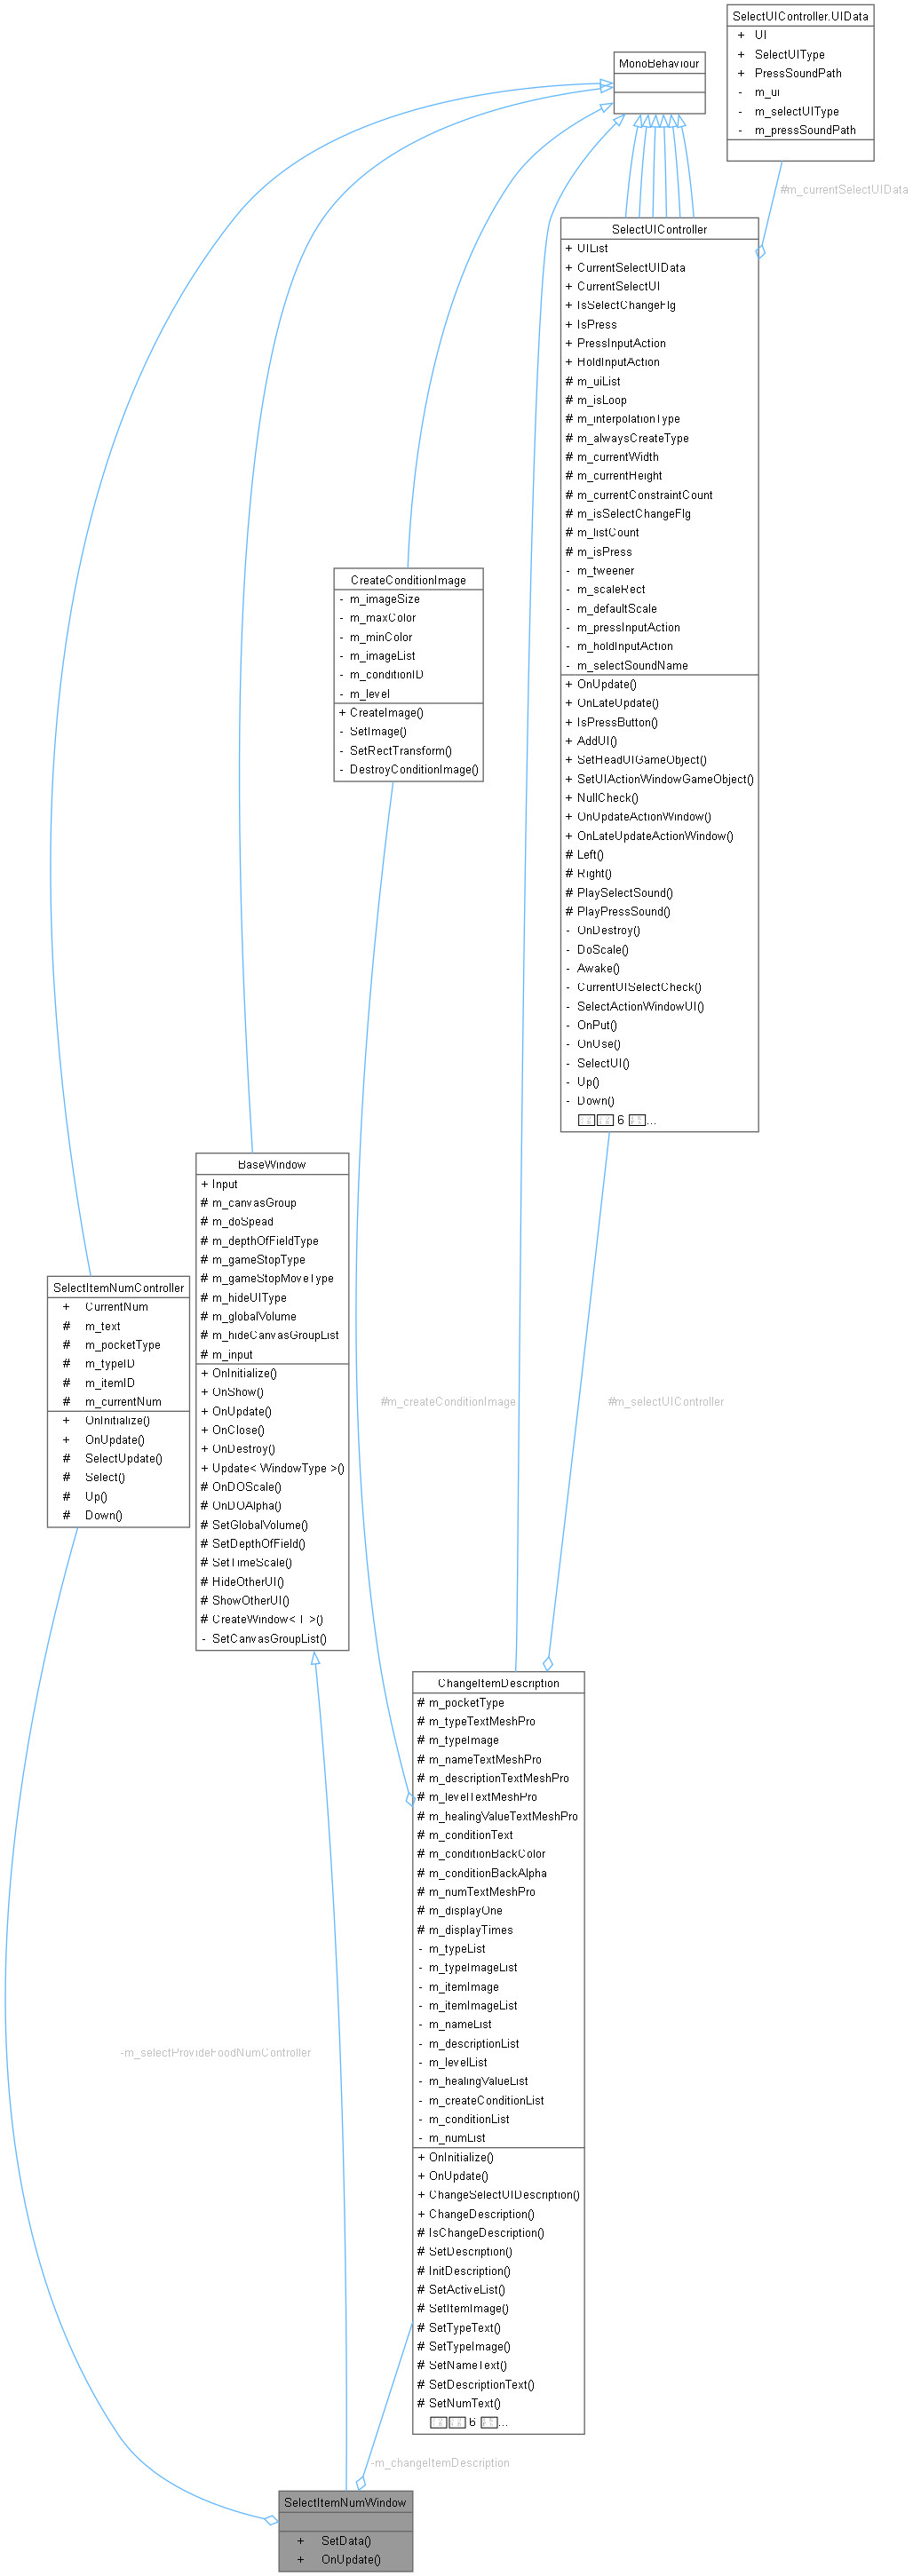 SelectUIController.UIData
+ UI
+ SelectUIType
+ PressSoundPath
- m_ui
- m_selectUIType
- m_pressSoundPath
MonoBehaviour
#m_currentSelectUIData
SelectUIController
+ UIList
+ CurrentSelectUIData
+ CurrentSelectUI
+ IsSelectChangeFlg
+ IsPress
+ PressInputAction
+ HoldInputAction
# m_uiList
# m_isLoop
# m_interpolationType
# m_alwaysCreateType
# m_currentWidth
# m_currentHeight
# m_currentConstraintCount
# m_isSelectChangeFlg
# m_listCount
# m_isPress
- m_tweener
- m_scaleRect
- m_defaultScale
- m_pressInputAction
- m_holdInputAction
- m_selectSoundName
+ OnUpdate()
+ OnLateUpdate()
+ IsPressButton()
+ AddUI()
+ SetHeadUIGameObject()
+ SetUIActionWindowGameObject()
+ NullCheck()
+ OnUpdateActionWindow()
+ OnLateUpdateActionWindow()
# Left()
# Right()
# PlaySelectSound()
# PlayPressSound()
- OnDestroy()
- DoScale()
- Awake()
- CurrentUISelectCheck()
- SelectActionWindowUI()
- OnPut()
- OnUse()
- SelectUI()
- Up()
- Down()
6 ...
CreateConditionImage
- m_imageSize
- m_maxColor
- m_minColor
- m_imageList
- m_conditionID
- m_level
+ CreateImage()
- SetImage()
- SetRectTransform()
- DestroyConditionImage()
BaseWindow
+ Input
# m_canvasGroup
# m_doSpead
# m_depthOfFieldType
# m_gameStopType
# m_gameStopMoveType
# m_hideUIType
# m_globalVolume
# m_hideCanvasGroupList
# m_input
+ OnInitialize()
+ OnShow()
+ OnUpdate()
+ OnClose()
+ OnDestroy()
+ Update< WindowType >()
# OnDOScale()
# OnDOAlpha()
# SetGlobalVolume()
# SetDepthOfField()
# SetTimeScale()
# HideOtherUI()
# ShowOtherUI()
# CreateWindow< T >()
- SetCanvasGroupList()
SelectItemNumController
+ CurrentNum
# m_text
# m_pocketType
# m_typeID
# m_itemID
# m_currentNum
+ OnInitialize()
+ OnUpdate()
# SelectUpdate()
# Select()
# Up()
# Down()
#m_createConditionImage
#m_selectUIController
ChangeItemDescription
# m_pocketType
# m_typeTextMeshPro
# m_typeImage
# m_nameTextMeshPro
# m_descriptionTextMeshPro
# m_levelTextMeshPro
# m_healingValueTextMeshPro
# m_conditionText
# m_conditionBackColor
# m_conditionBackAlpha
# m_numTextMeshPro
# m_displayOne
# m_displayTimes
- m_typeList
- m_typeImageList
- m_itemImage
- m_itemImageList
- m_nameList
- m_descriptionList
- m_levelList
- m_healingValueList
- m_createConditionList
- m_conditionList
- m_numList
+ OnInitialize()
+ OnUpdate()
+ ChangeSelectUIDescription()
+ ChangeDescription()
# IsChangeDescription()
# SetDescription()
# InitDescription()
# SetActiveList()
# SetItemImage()
# SetTypeText()
# SetTypeImage()
# SetNameText()
# SetDescriptionText()
# SetNumText()
6 ...
-m_selectProvideFoodNumController
-m_changeItemDescription
SelectItemNumWindow
+ SetData()
+ OnUpdate()